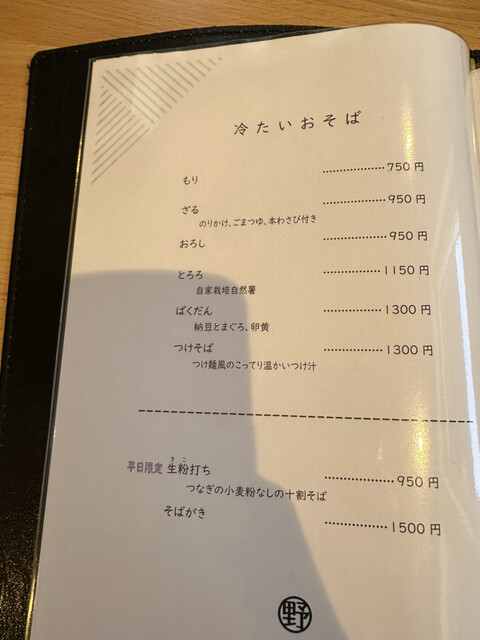 冷たいおそば
もり ………………750円
ざる ………………950円
のりかけ、ごまつゆ、本わさび付き
おろし ………………950円
とろろ ………………1150円
自家栽培自然薯
ばくだん ………………1300円
納豆とまぐろ、卵黄
つけそば ………………1300円
つけ麺風のこってり温かいつけ汁
きこ
平日限定 生粉打ち ………………950円
つなぎの小麦粉なしの十割そば
そばがき ………………1500円
野